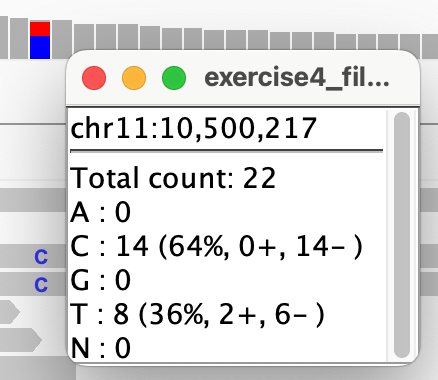 exercise4_fil...
chr11:10,500,217
Total count: 22
A : 0
C : 14 (64%, 0+, 14- )
G : 0
T : 8 (36%, 2+, 6- )
N : 0
C
C